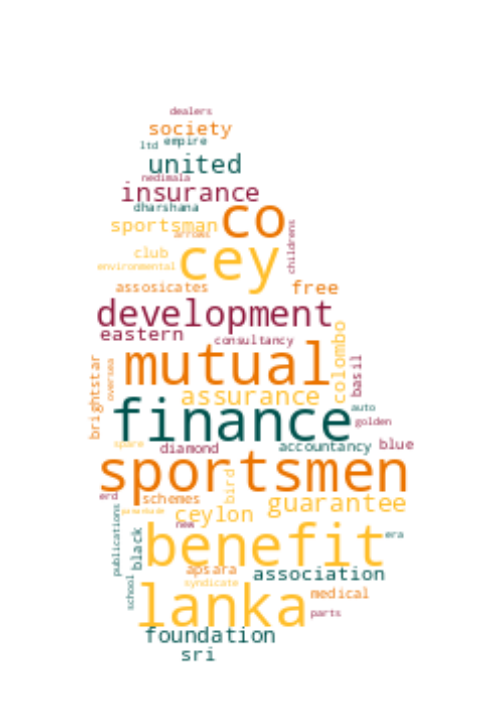 dealers
society
ltd empire
united
nedimala
insurance
dharshana
co
sportsman
arrows
childrens
club
cey
environmental
assosicates
free
development
eastern
consultancy
colombo
mutual
basil
brightstar
oversea
assurance
auto
finance
golden
spare
diamond
accountancy
blue
sportsmen
bird
erd
schemes
guarantee
publications
ceylon
new
black
benefit
era
apsara
association
school
syndicate
lanka
medical
parts
foundation
sri